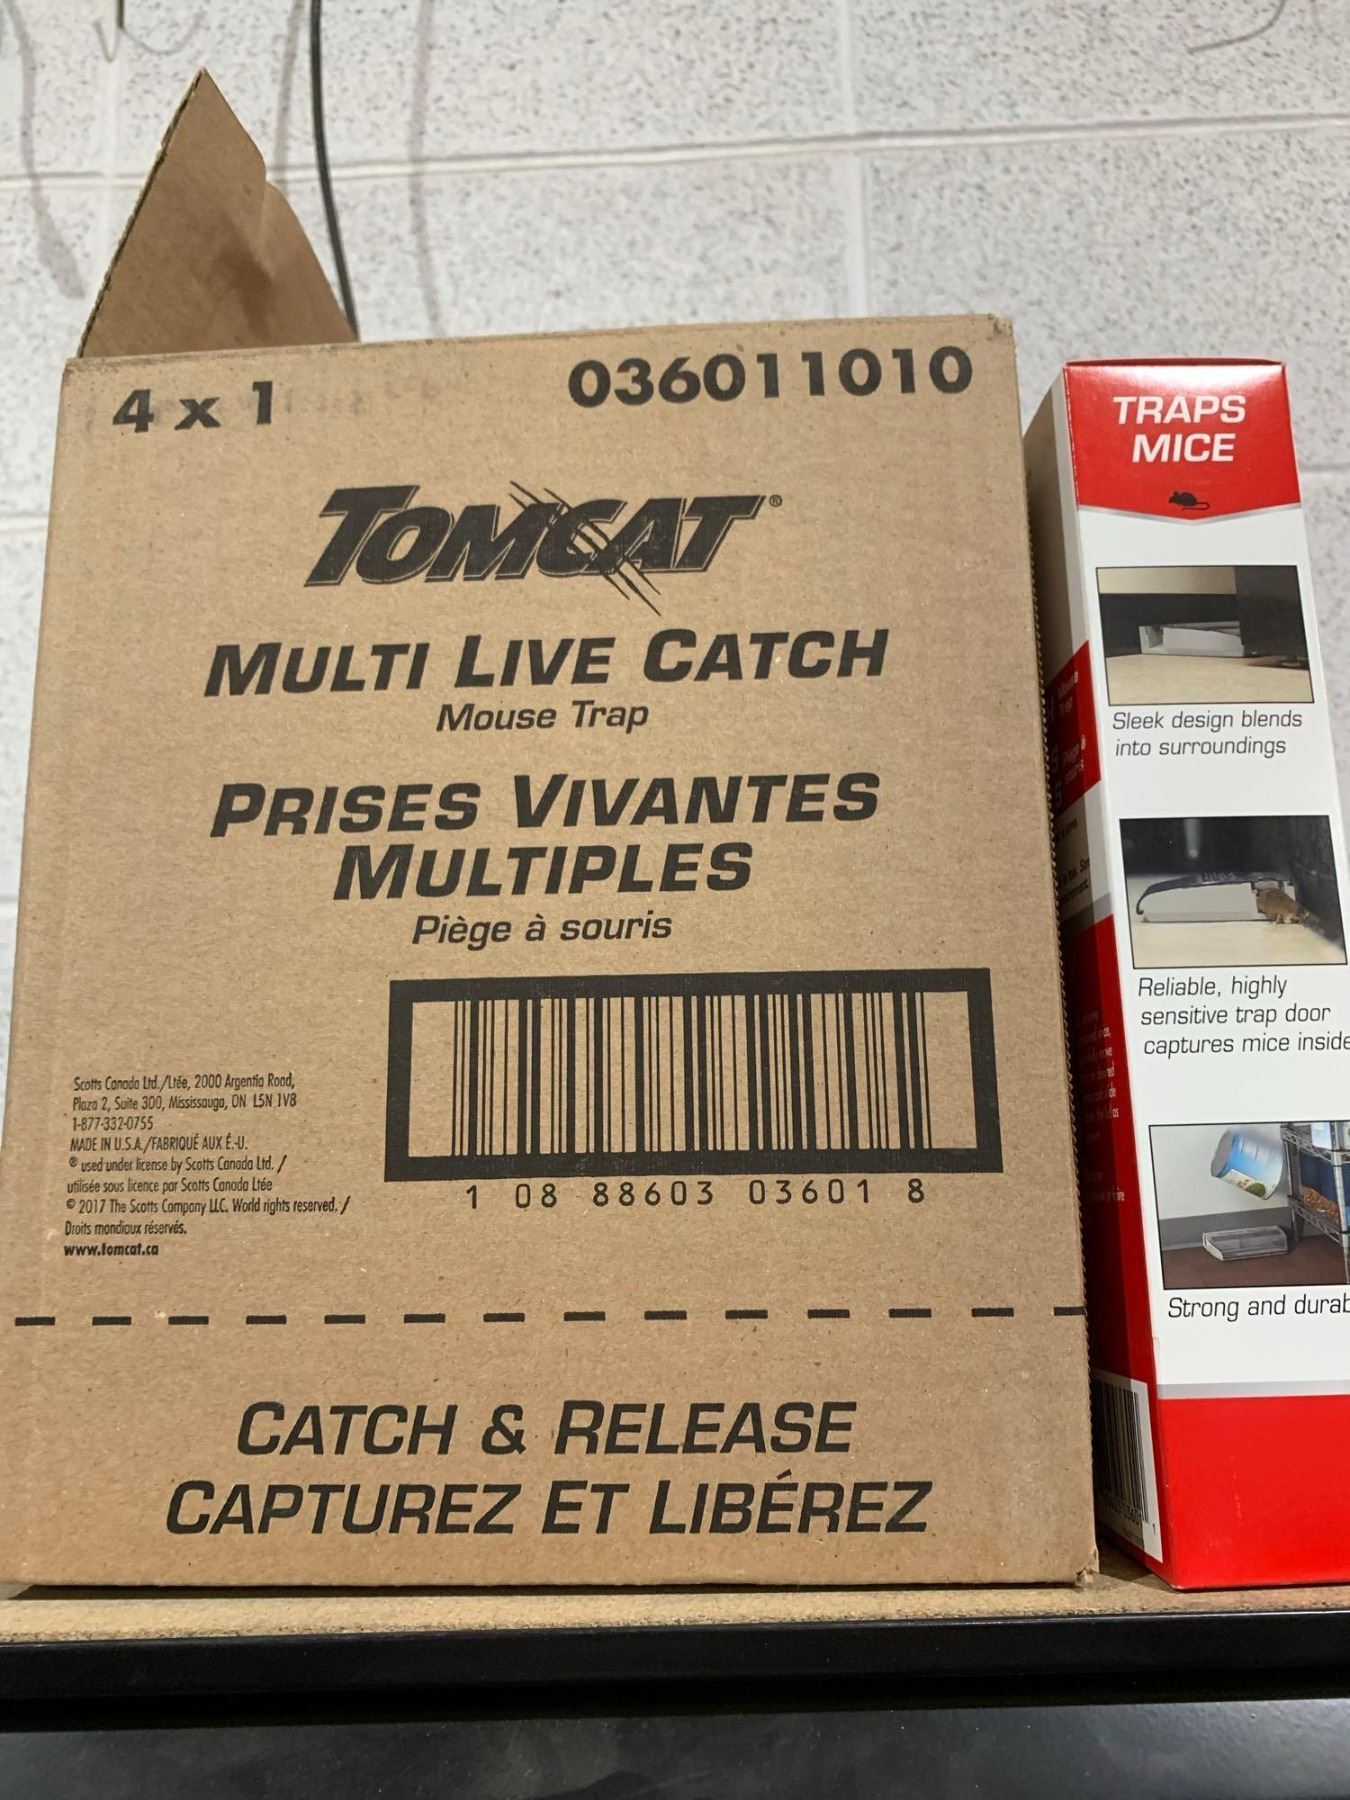 4 x 1
036011010
TOMCAT®
MULTI LIVE CATCH
Mouse Trap
PRISES VIVANTES
MULTIPLES
Piège à souris
Scotts Canada Ltd./Ltée, 2000 Argentia Road,
Plaza 2, Suite 300, Mississauga, ON L5N 1V8
1-877-332-0755
MADE IN U.S.A./FABRIQUÉ AUX É.-U.
® used under license by Scotts Canada Ltd. /
utilisée sous licence par Scotts Canada Ltée
© 2017 The Scotts Company LLC. World rights reserved. /
Droits mondiaux réservés.
www.tomcat.ca
1 08 88603 03601 8
CATCH & RELEASE
CAPTUREZ ET LIBÉREZ
TRAPS
MICE
Sleek design blends
into surroundings
Reliable, highly
sensitive trap door
captures mice inside
Strong and durab
Mouse
Trap
Piège à
souris